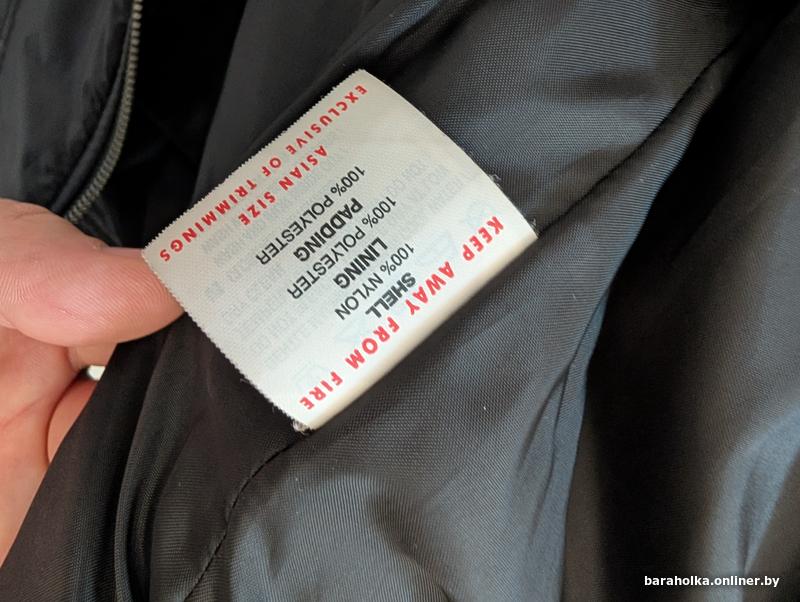 KEEP AWAY FROM FIRE
SHELL
100% NYLON
LINING
100% POLYESTER
PADDING
100% POLYESTER
ASIAN SIZE
EXCLUSIVE OF TRIMMINGS
baraholka.onliner.by